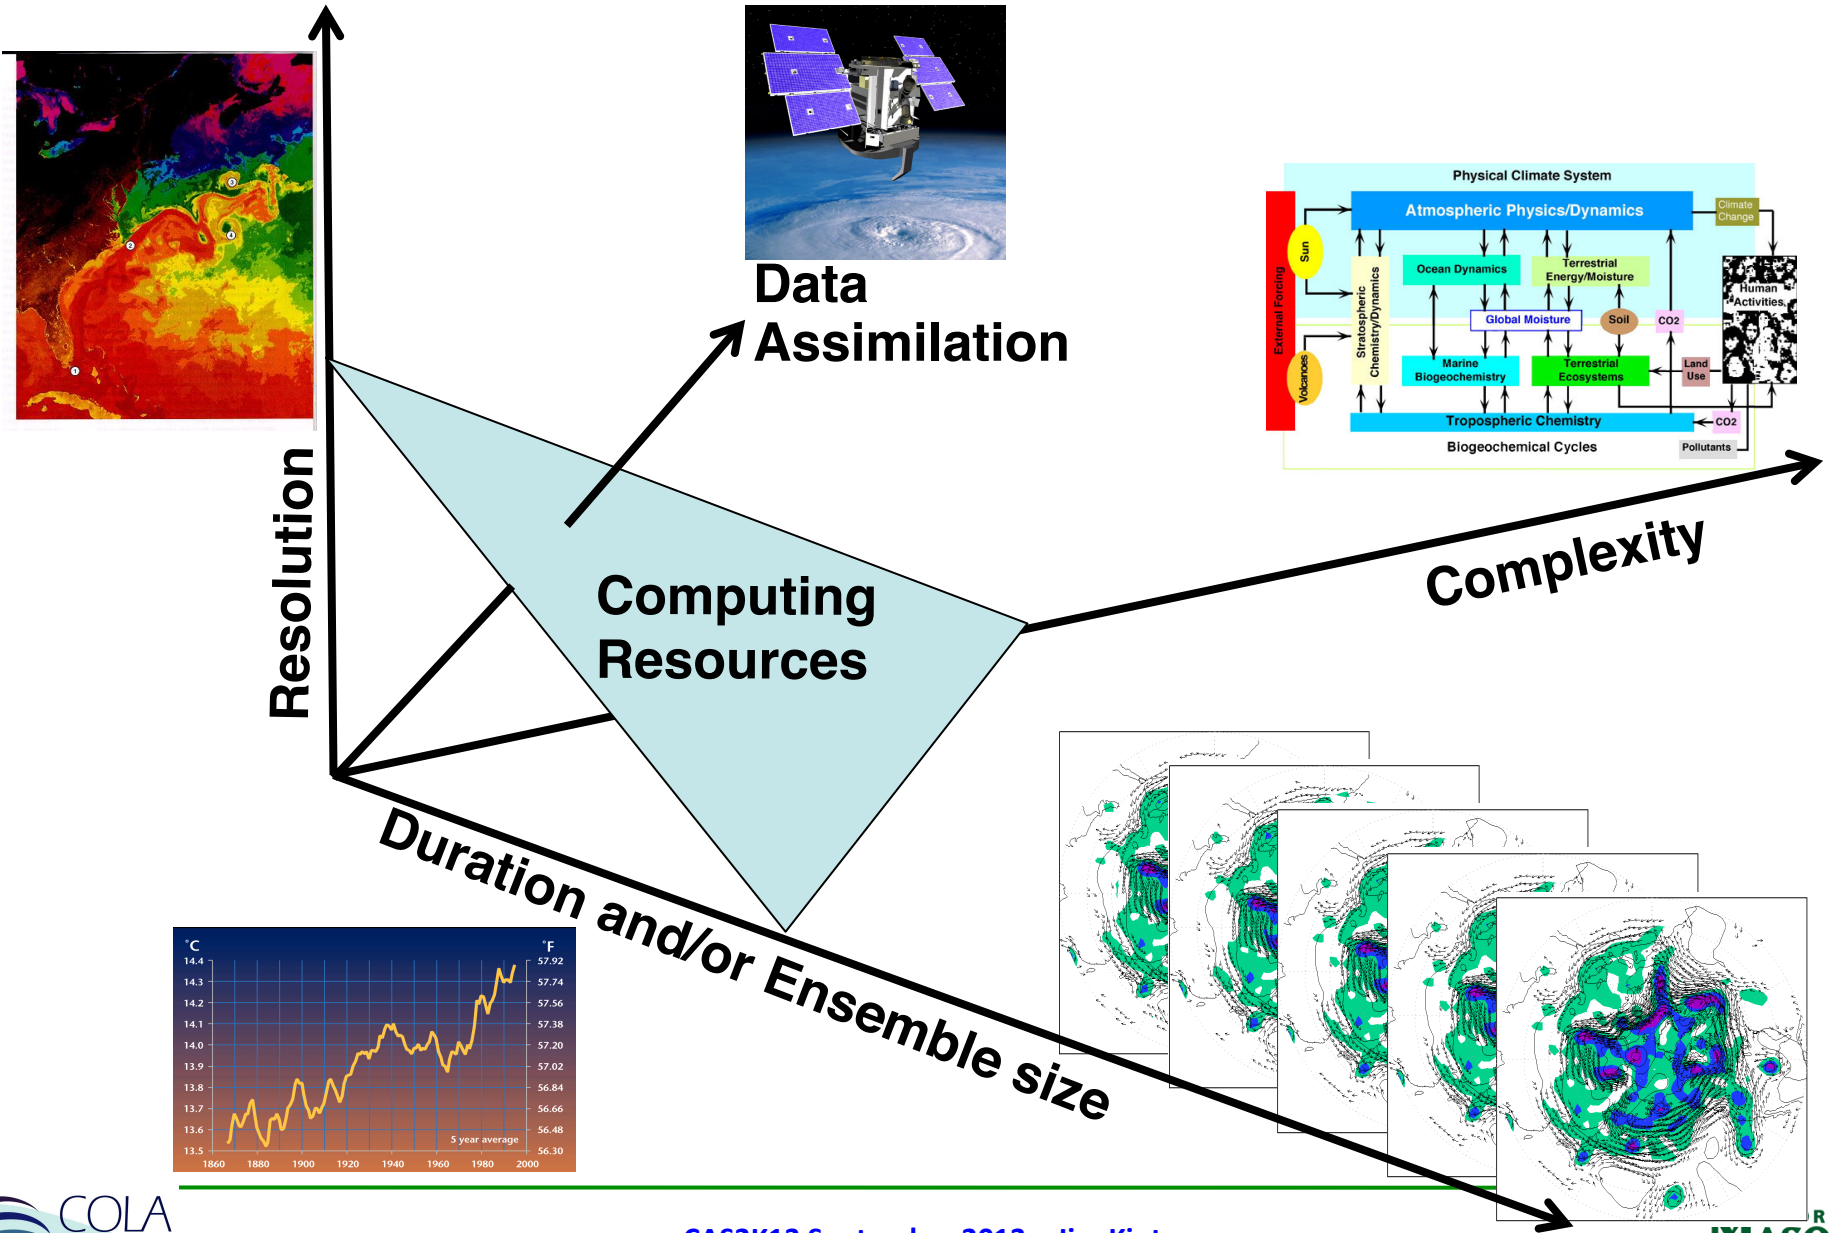 Data
Assimilation
Resolution
Computing
Resources
Complexity
Duration and/or Ensemble size
Physical Climate System
Atmospheric Physics/Dynamics
Climate
Change
External Forcing
Sun
Volcanoes
Stratospheric
Chemistry/Dynamics
Ocean Dynamics
Terrestrial
Energy/Moisture
Global Moisture
Soil
CO2
Human
Activities
Marine
Biogeochemistry
Terrestrial
Ecosystems
Land
Use
Tropospheric Chemistry
CO2
Biogeochemical Cycles
Pollutants
1
2
3
4
°C
°F
14.4
14.3
14.2
14.1
14.0
13.9
13.8
13.7
13.6
13.5
57.92
57.74
57.56
57.38
57.20
57.02
56.84
56.66
56.48
56.30
5 year average
1860 1880 1900 1920 1940 1960 1980 2000
COLA